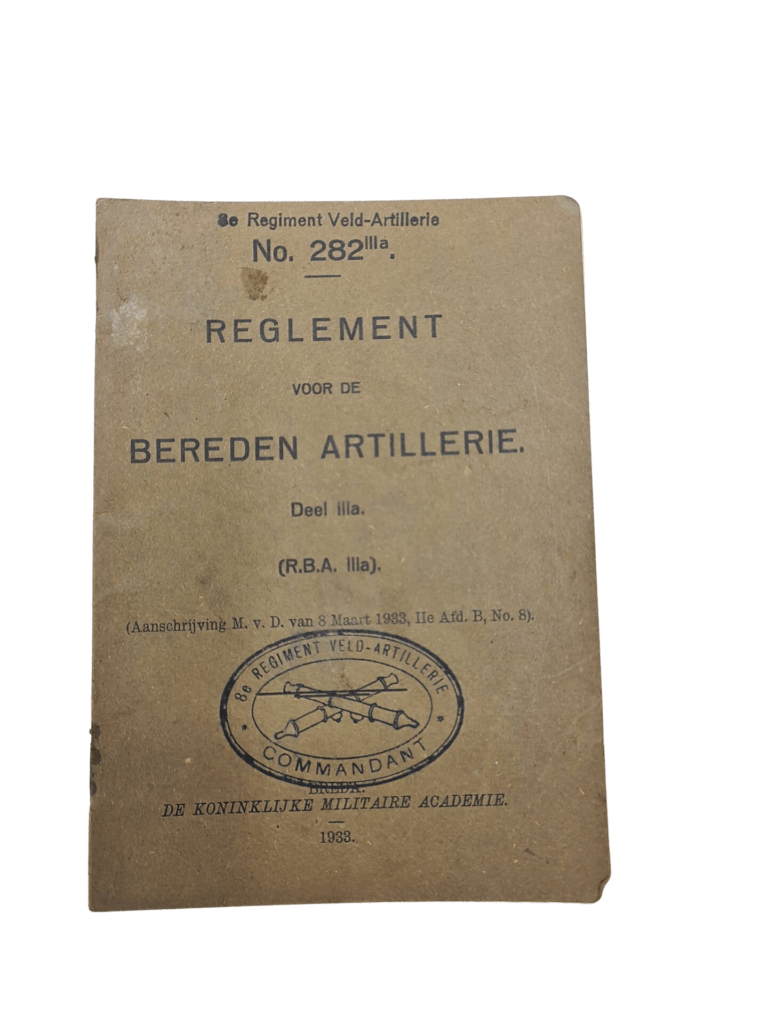 8e Regiment Veld-Artillerie
No. 282IIIa.
REGLEMENT
VOOR DE
BEREDEN ARTILLERIE.
Deel IIIa.
(R.B.A. IIIa).
(Aanschrijving M. v. D. van 8 Maart 1933, IIe Afd. B, No. 8).
8e REGIMENT VELD-ARTILLERIE
* COMMANDANT *
BREDA.
DE KONINKLIJKE MILITAIRE ACADEMIE.
1933.